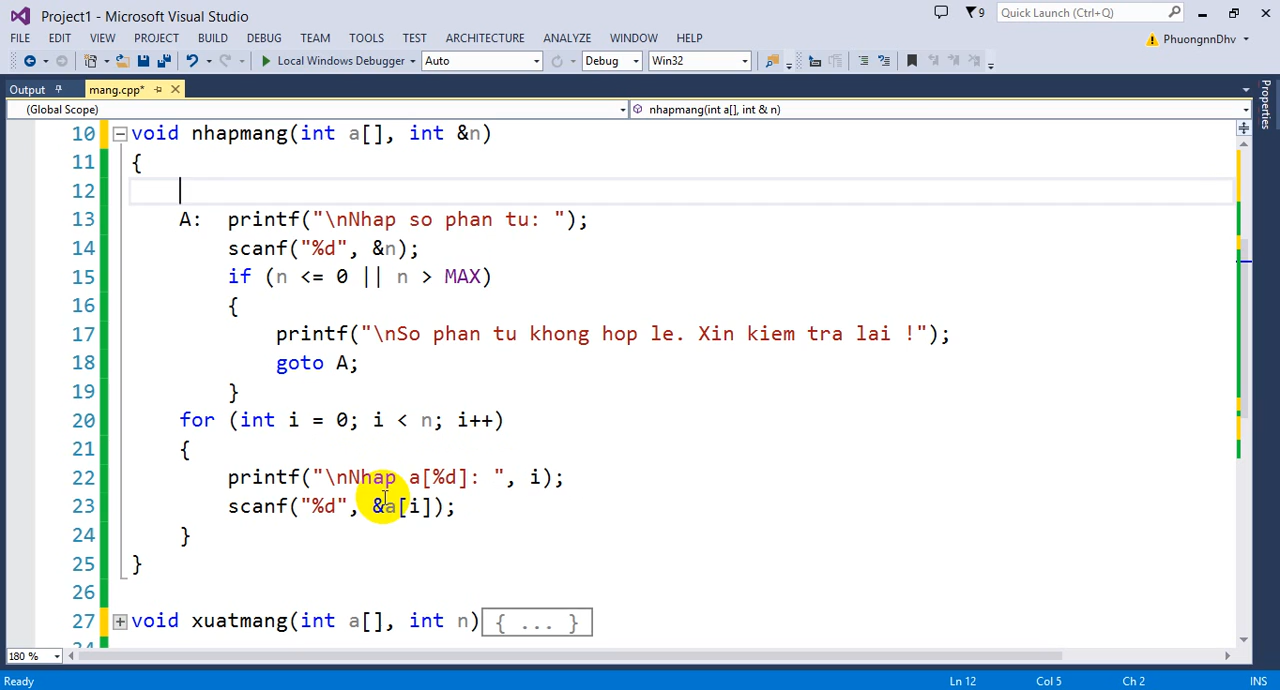 Project1 - Microsoft Visual Studio
9
Quick Launch (Ctrl+Q)
FILE EDIT VIEW PROJECT BUILD DEBUG TEAM TOOLS TEST ARCHITECTURE ANALYZE WINDOW HELP
PhuongnnDhv
Local Windows Debugger Auto Debug Win32
Output mang.cpp*
(Global Scope) nhapmang(int a[], int & n)
Properties
10 void nhapmang(int a[], int &n)
11 {
12
13 A: printf("\nNhap so phan tu: ");
14 scanf("%d", &n);
15 if (n <= 0 || n > MAX)
16 {
17 printf("\nSo phan tu khong hop le. Xin kiem tra lai !");
18 goto A;
19 }
20 for (int i = 0; i < n; i++)
21 {
22 printf("\nNhap a[%d]: ", i);
23 scanf("%d", &a[i]);
24 }
25 }
26
27 void xuatmang(int a[], int n){ ... }
180 %
Ready Ln 12 Col 5 Ch 2 INS